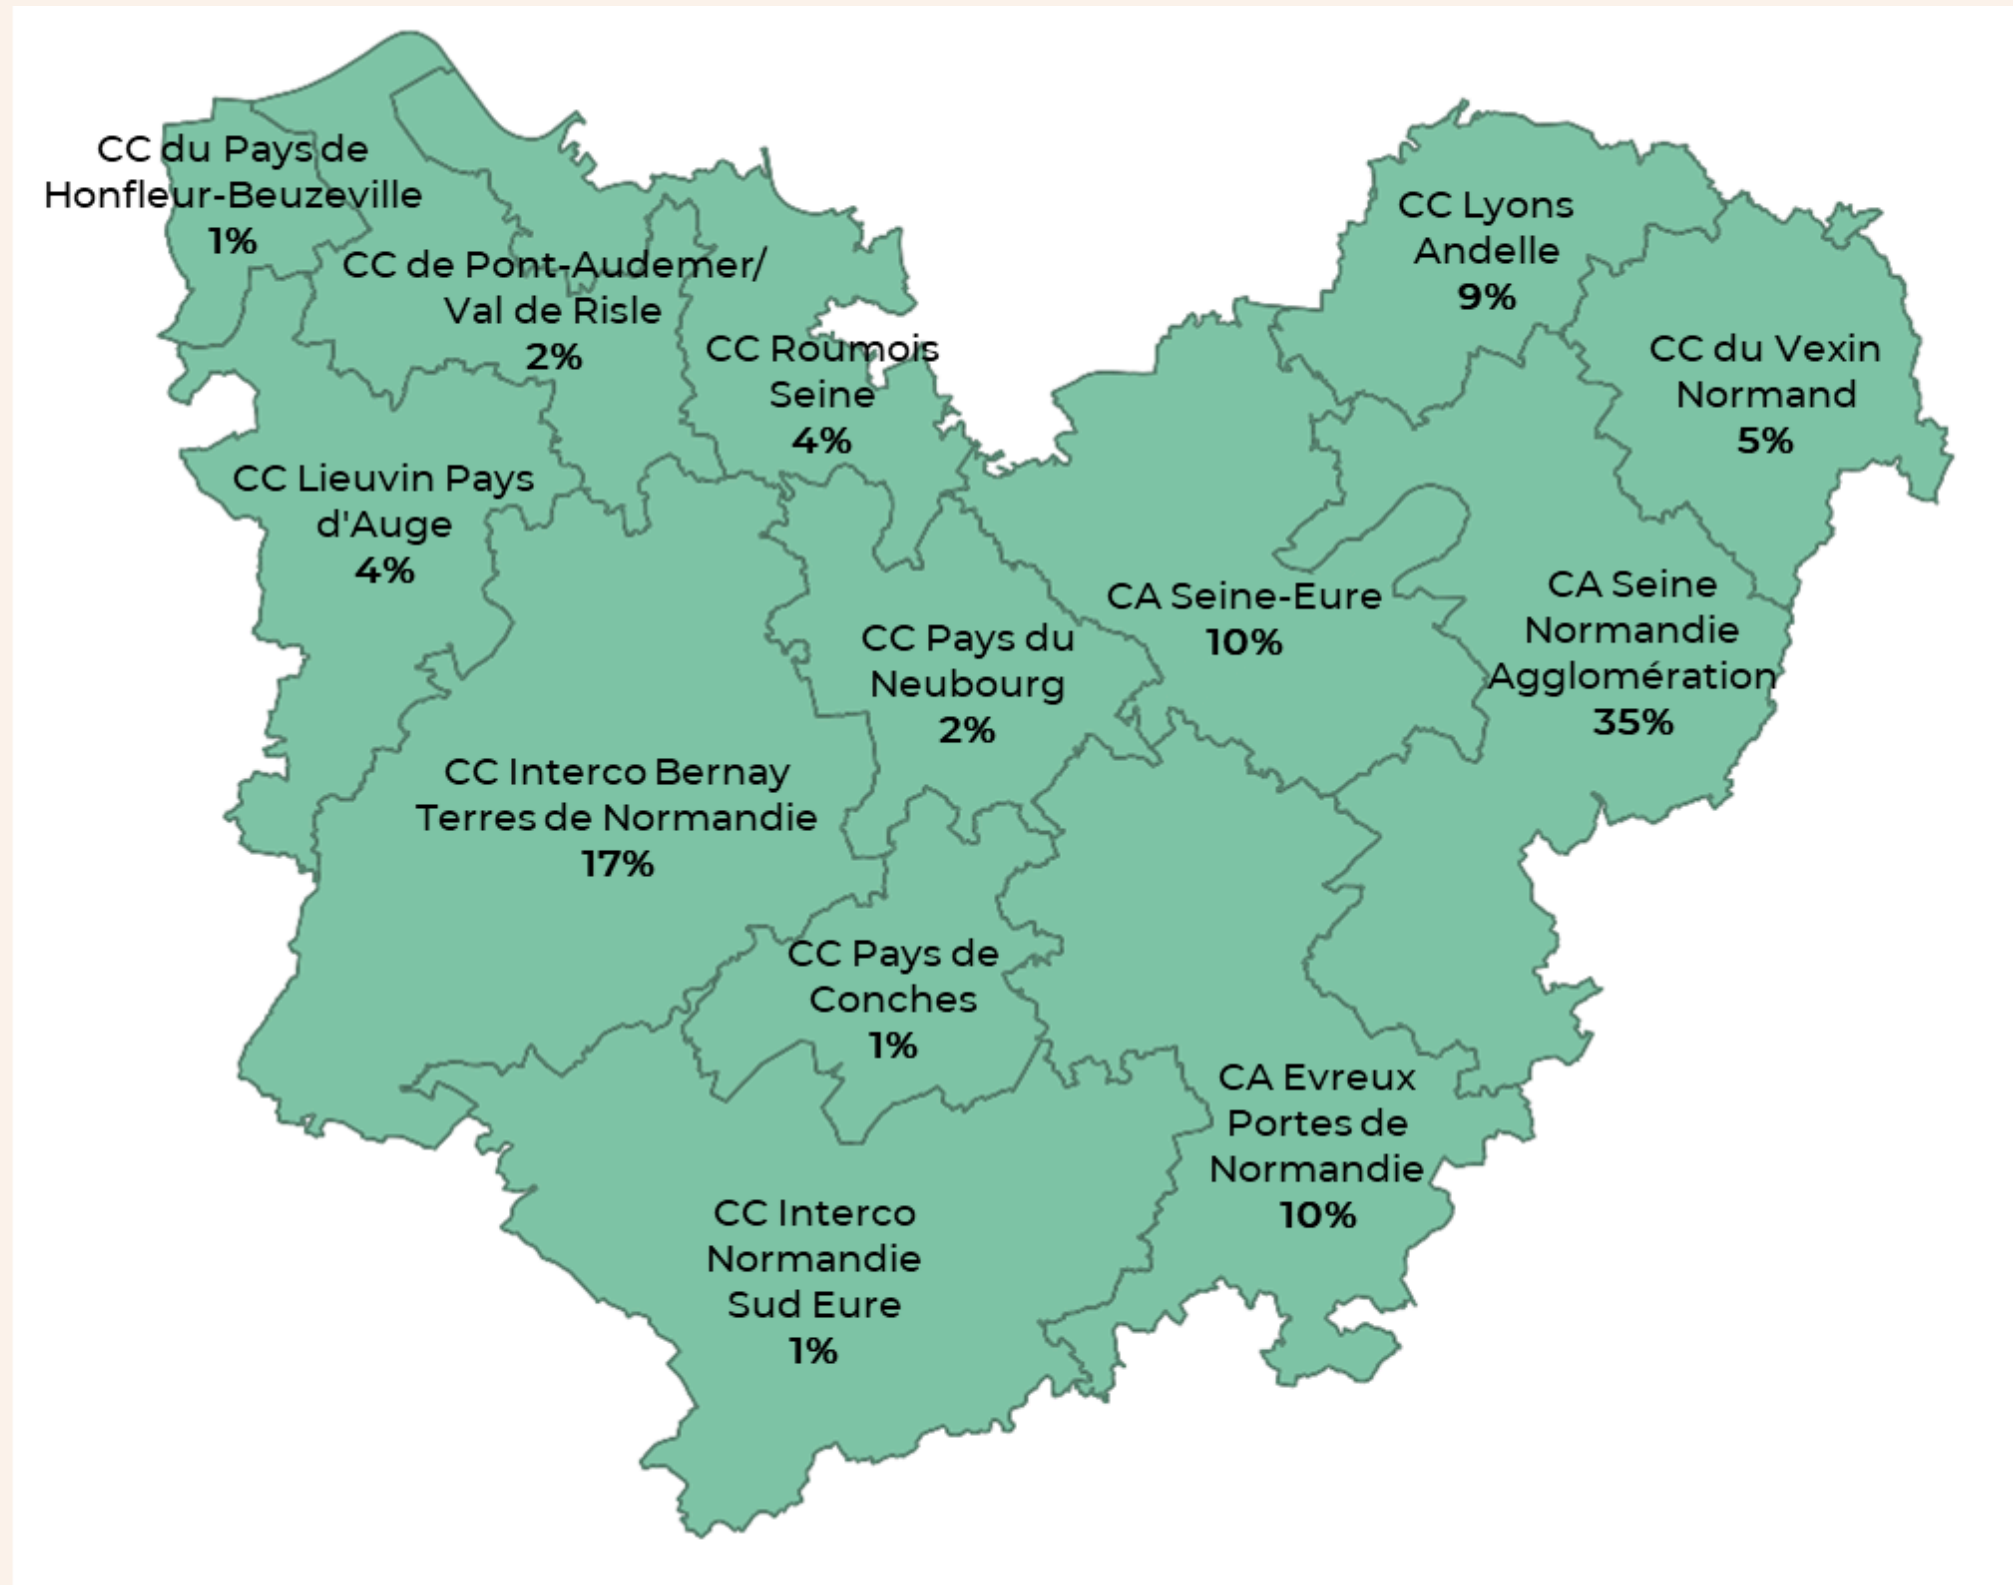 CC du Pays de
Honfleur-Beuzeville
1%
CC de Pont-Audemer/
Val de Risle
2%
CC Roumois
Seine
4%
CC Lyons
Andelle
9%
CC du Vexin
Normand
5%
CC Lieuvin Pays
d'Auge
4%
CA Seine-Eure
10%
CA Seine
Normandie
Agglomération
35%
CC Pays du
Neubourg
2%
CC Interco Bernay
Terres de Normandie
17%
CC Pays de
Conches
1%
CA Evreux
Portes de
Normandie
10%
CC Interco
Normandie
Sud Eure
1%